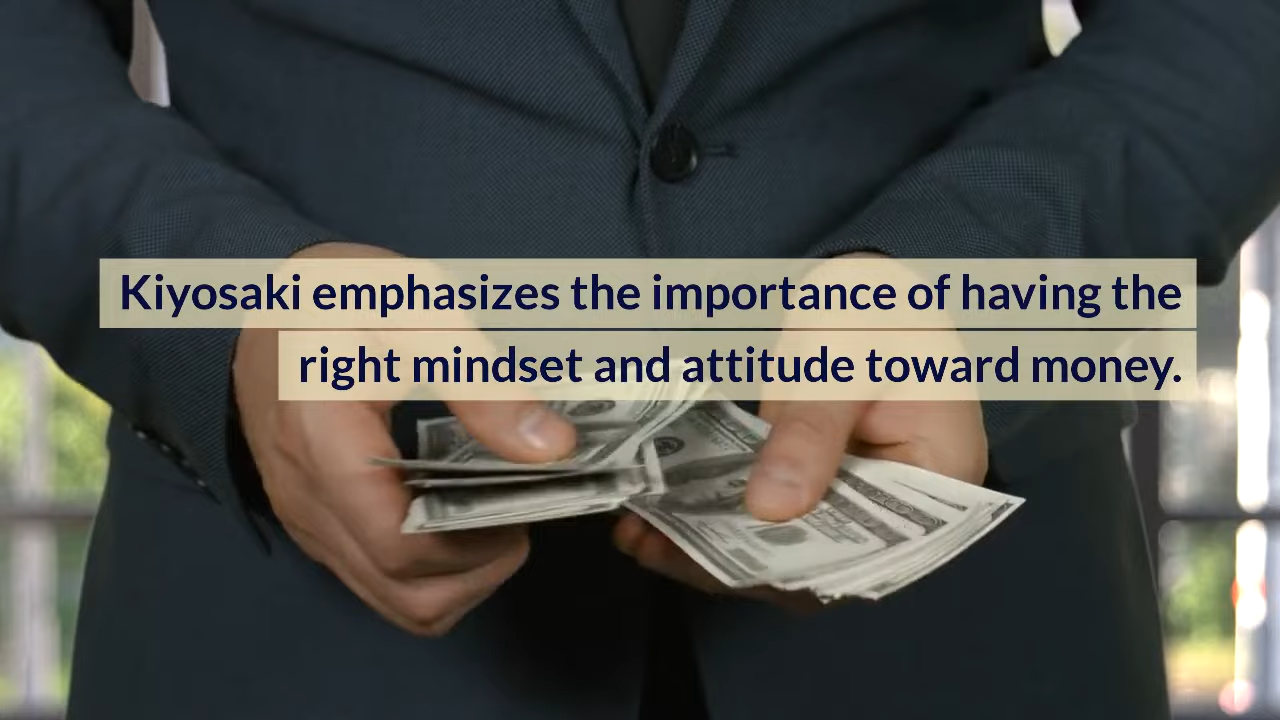 Kiyosaki emphasizes the importance of having the
right mindset and attitude toward money.